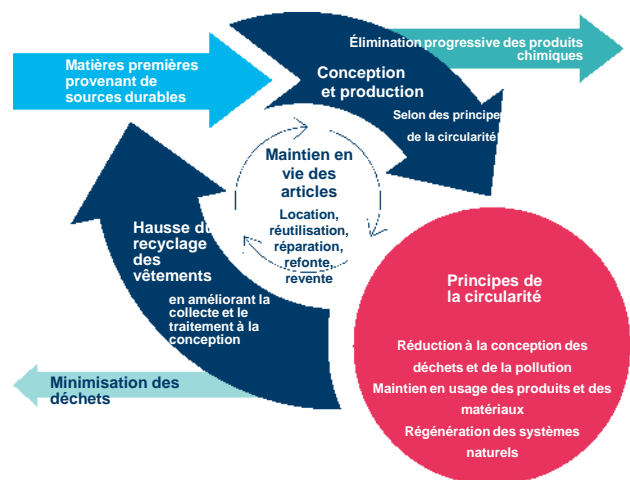 Élimination progressive des produits
chimiques
Matières premières
provenant de
sources durables
Conception
et production
Selon des principe
de la circularité
Maintien en
vie des
articles
Location,
réutilisation,
réparation,
refonte,
revente
Hausse du
recyclage
des
vêtements
en améliorant la
collecte et le
traitement à la
conception
Minimisation des
déchets
Principes de
la circularité
Réduction à la conception des
déchets et de la pollution
Maintien en usage des produits et des
matériaux
Régénération des systèmes
naturels